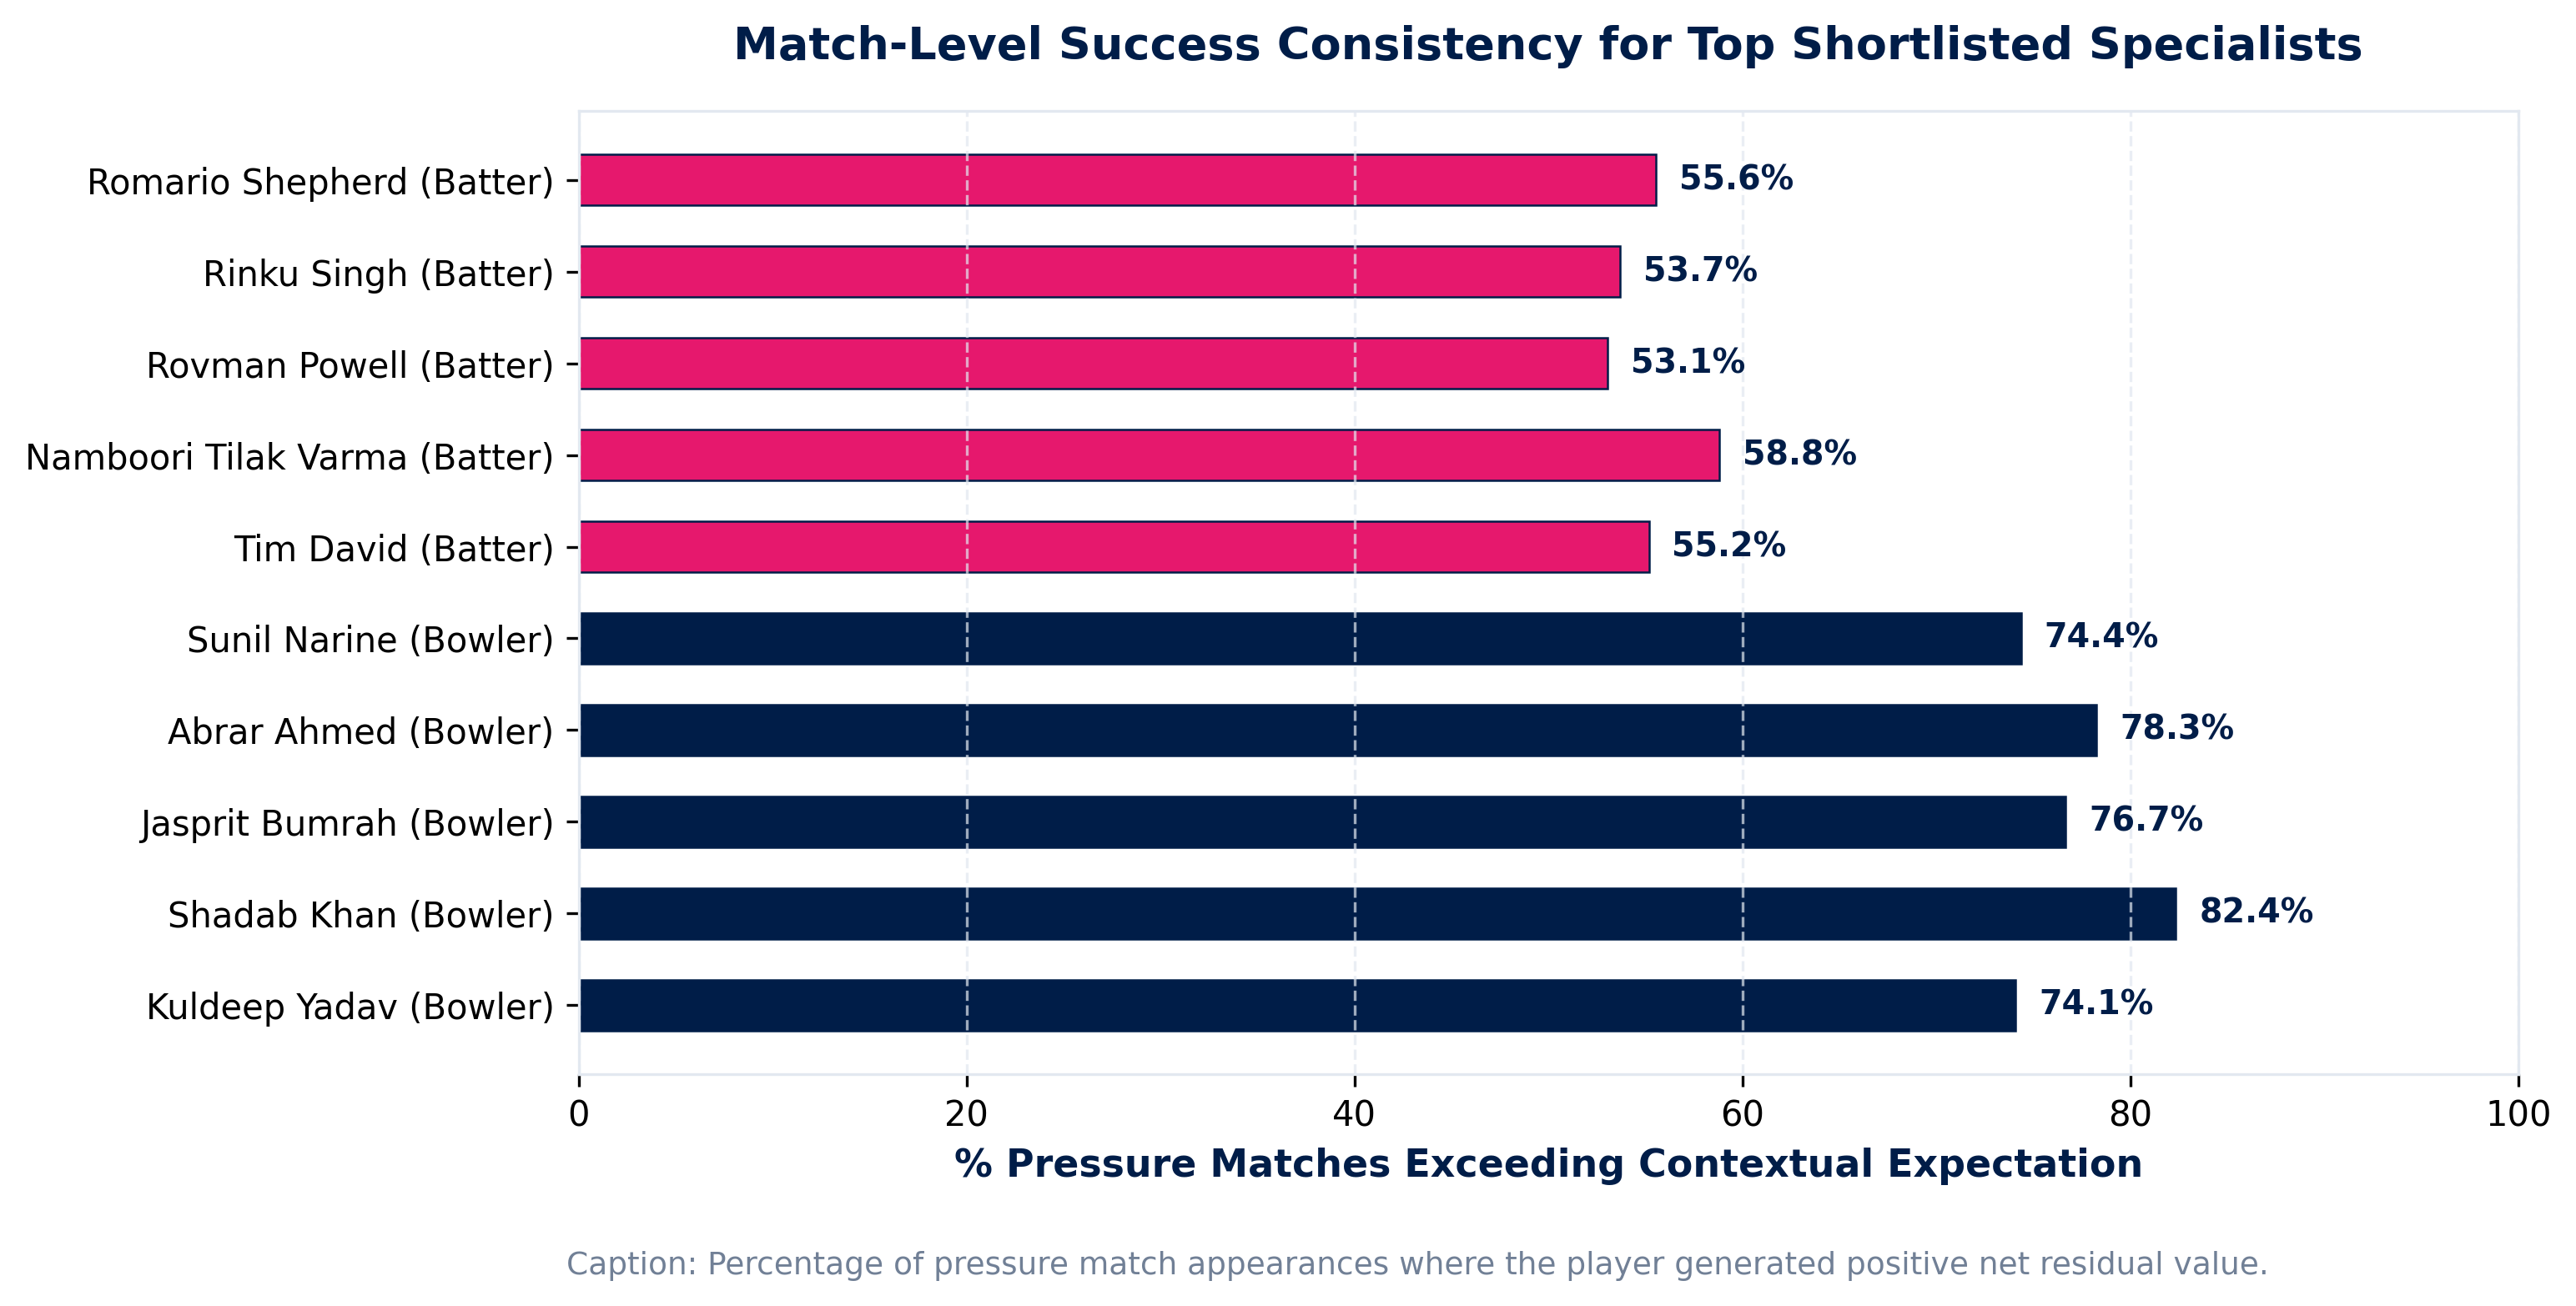 Match-Level Success Consistency for Top Shortlisted Specialists
Romario Shepherd (Batter) 55.6%
Rinku Singh (Batter) 53.7%
Rovman Powell (Batter) 53.1%
Namboori Tilak Varma (Batter) 58.8%
Tim David (Batter) 55.2%
Sunil Narine (Bowler) 74.4%
Abrar Ahmed (Bowler) 78.3%
Jasprit Bumrah (Bowler) 76.7%
Shadab Khan (Bowler) 82.4%
Kuldeep Yadav (Bowler) 74.1%
0 20 40 60 80 100
% Pressure Matches Exceeding Contextual Expectation
Caption: Percentage of pressure match appearances where the player generated positive net residual value.